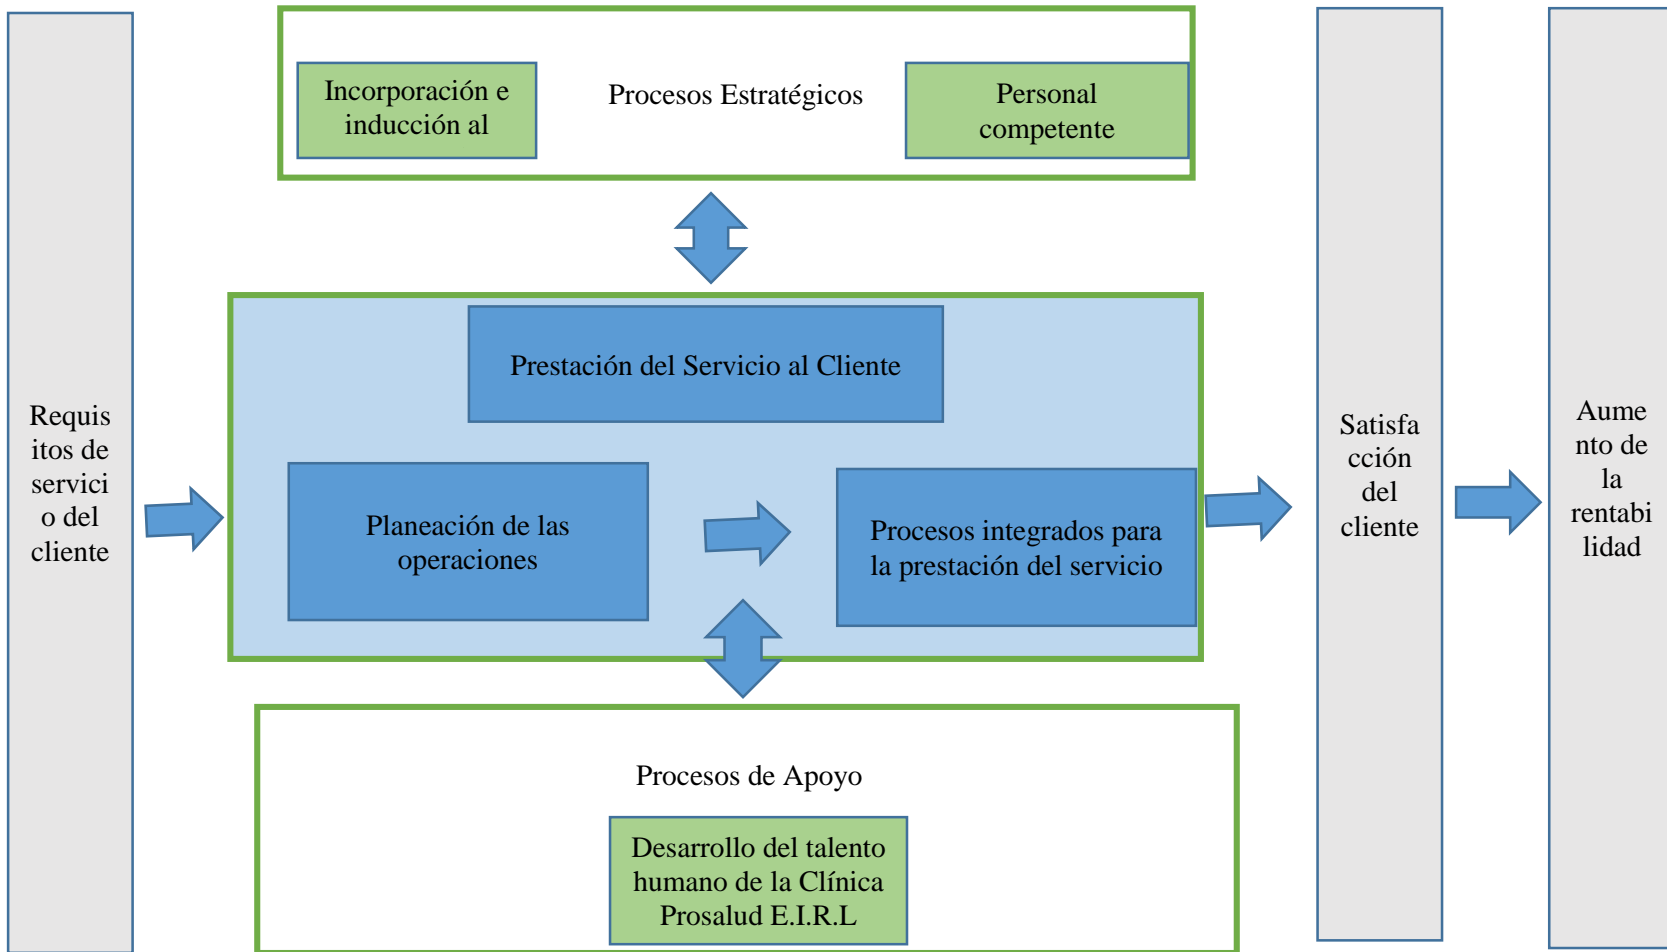 Incorporación e
inducción al
Procesos Estratégicos
Personal
competente
Prestación del Servicio al Cliente
Requis
itos de
servici
o del
cliente
Planeación de las
operaciones
Procesos integrados para
la prestación del servicio
Satisfa
cción
del
cliente
Aume
nto de
la
rentabi
lidad
Procesos de Apoyo
Desarrollo del talento
humano de la Clínica
Prosalud E.I.R.L